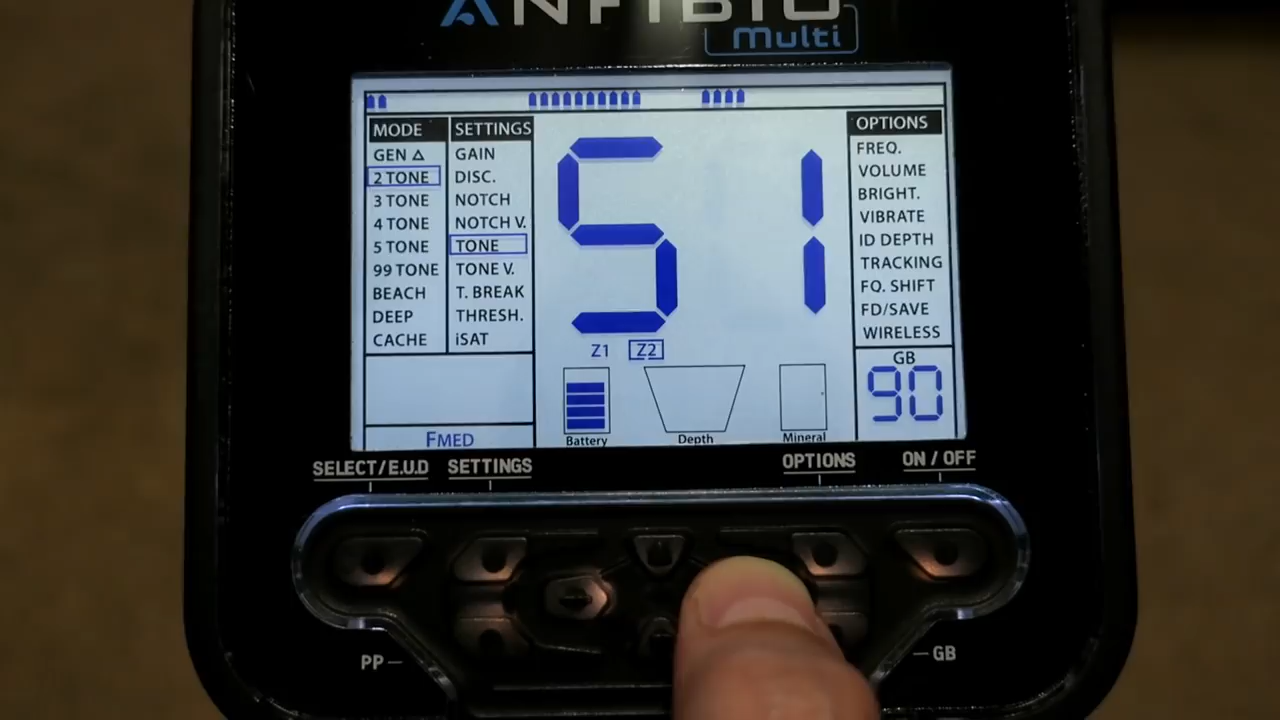 ANFIBIO
Multi
MODE
GEN △
2 TONE
3 TONE
4 TONE
5 TONE
99 TONE
BEACH
DEEP
CACHE
SETTINGS
GAIN
DISC.
NOTCH
NOTCH V.
TONE
TONE V.
T. BREAK
THRESH.
iSAT
51
Z1 Z2
OPTIONS
FREQ.
VOLUME
BRIGHT.
VIBRATE
ID DEPTH
TRACKING
FQ. SHIFT
FD/SAVE
WIRELESS
GB
90
FMED
Battery
Depth
Mineral
SELECT/E.U.D SETTINGS OPTIONS ON / OFF
PP GB